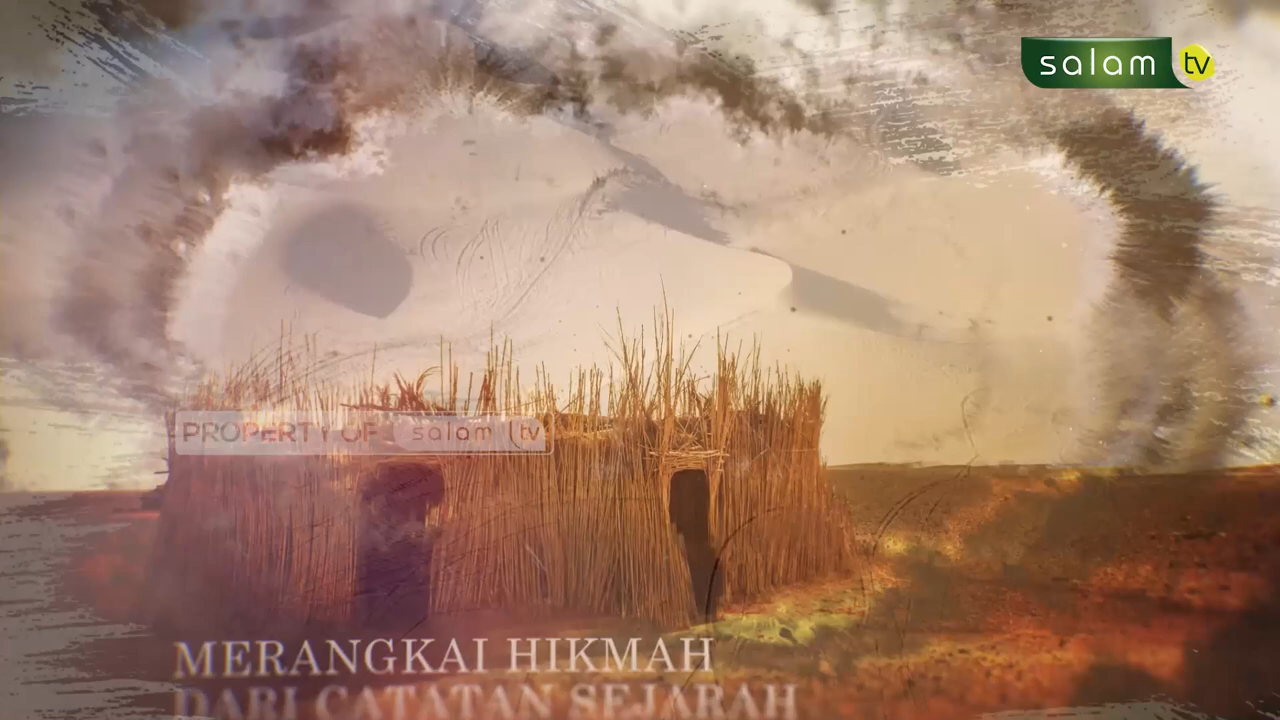 salam tv
PROPERTY OF salam tv
MERANGKAI HIKMAH
DARI CATATAN SEJARAH